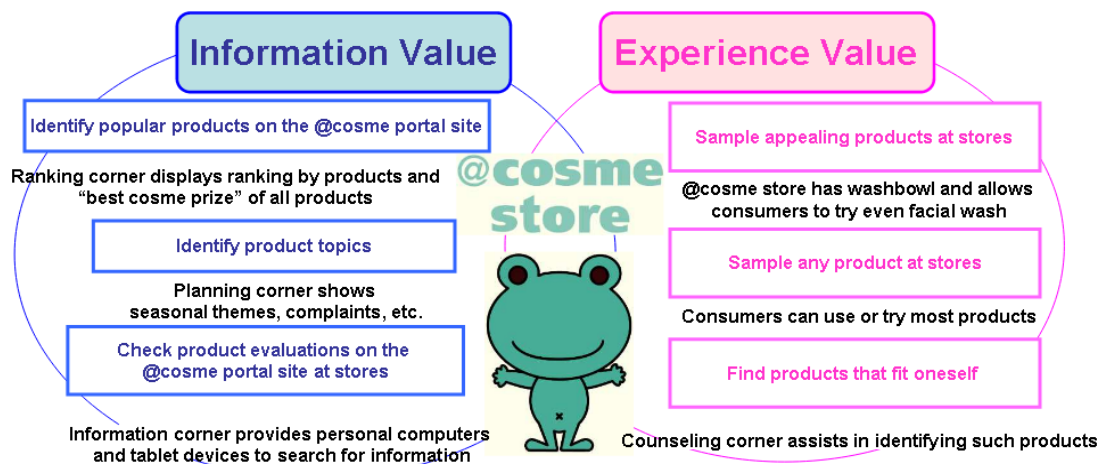 Information Value
Identify popular products on the @cosme portal site
Ranking corner displays ranking by products and
“best cosme prize” of all products
Identify product topics
Planning corner shows
seasonal themes, complaints, etc.
Check product evaluations on the
@cosme portal site at stores
Information corner provides personal computers
and tablet devices to search for information
@cosme
store
Experience Value
Sample appealing products at stores
@cosme store has washbowl and allows
consumers to try even facial wash
Sample any product at stores
Consumers can use or try most products
Find products that fit oneself
Counseling corner assists in identifying such products